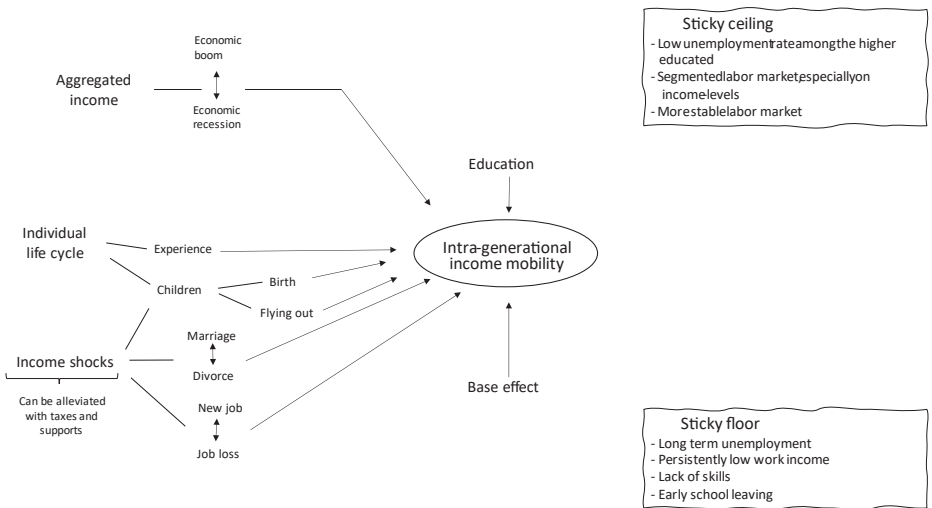 Sticky ceiling
- Low unemployment rate among the higher
educated
- Segmented labor market, especially on
income-levels
- More stable labor market
Economic
boom
Aggregated
income
Economic
recession
Education
Individual
life cycle
Experience
Intra-generational
income mobility
Children
Birth
Flying out
Marriage
Income shocks
Divorce
Base effect
Can be alleviated
with taxes and
supports
New job
Job loss
Sticky floor
- Long term unemployment
- Persistently low work income
- Lack of skills
- Early school leaving